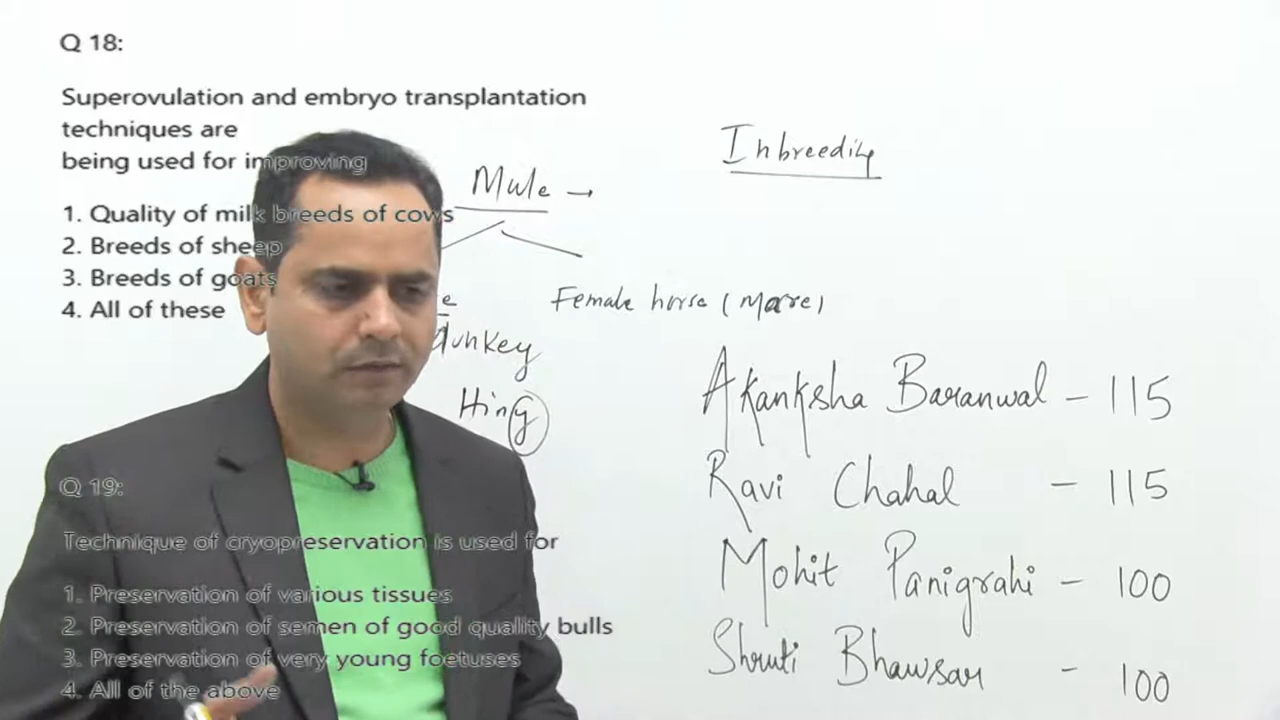 Q 18:
Superovulation and embryo transplantation
techniques are
being used for improving
1. Quality of milk breeds of cows
2. Breeds of sheep
3. Breeds of goats
4. All of these
Q 19:
Technique of cryopreservation is used for
1. Preservation of various tissues
2. Preservation of semen of good quality bulls
3. Preservation of very young foetuses
4. All of the above
Mule →
Female horse (Mare)
Hing
Inbreeding
Akanksha Baranwal - 115
Ravi Chahal - 115
Mohit Panigrahi - 100
Shruti Bhawsar - 100